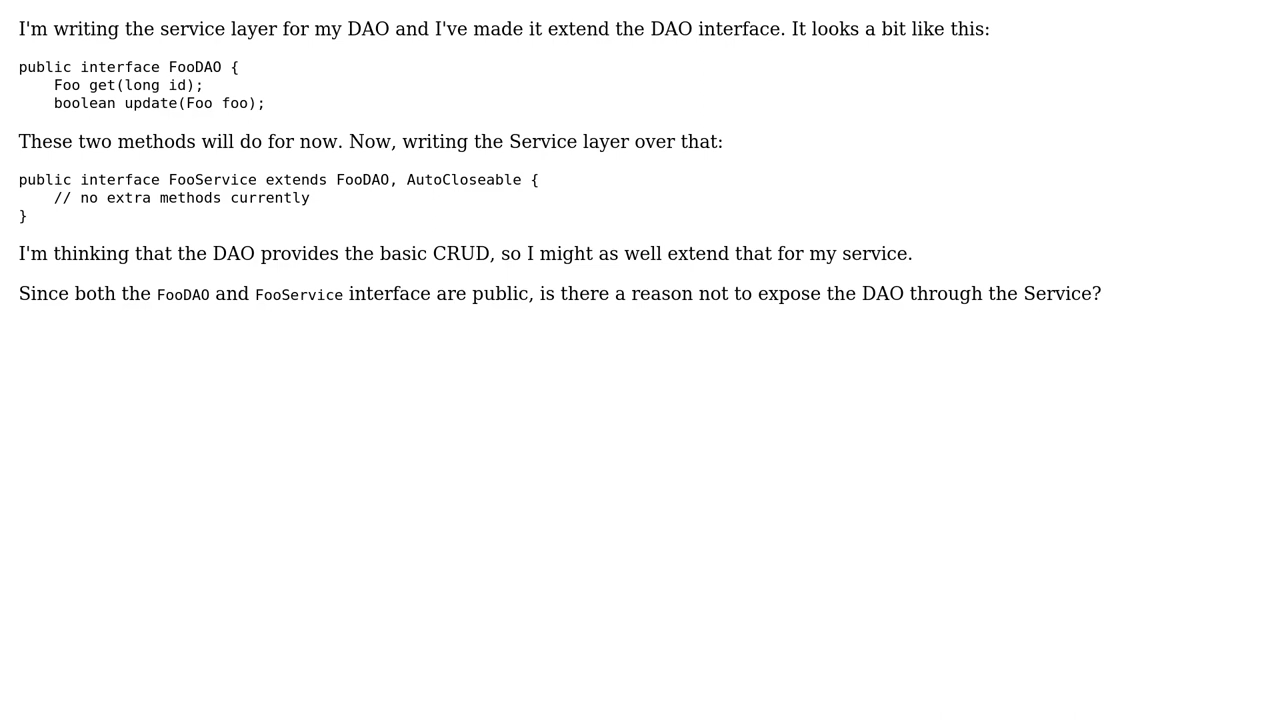 I'm writing the service layer for my DAO and I've made it extend the DAO interface. It looks a bit like this:
public interface FooDAO {
    Foo get(long id);
    boolean update(Foo foo);
These two methods will do for now. Now, writing the Service layer over that:
public interface FooService extends FooDAO, AutoCloseable {
    // no extra methods currently
}
I'm thinking that the DAO provides the basic CRUD, so I might as well extend that for my service.
Since both the FooDAO and FooService interface are public, is there a reason not to expose the DAO through the Service?